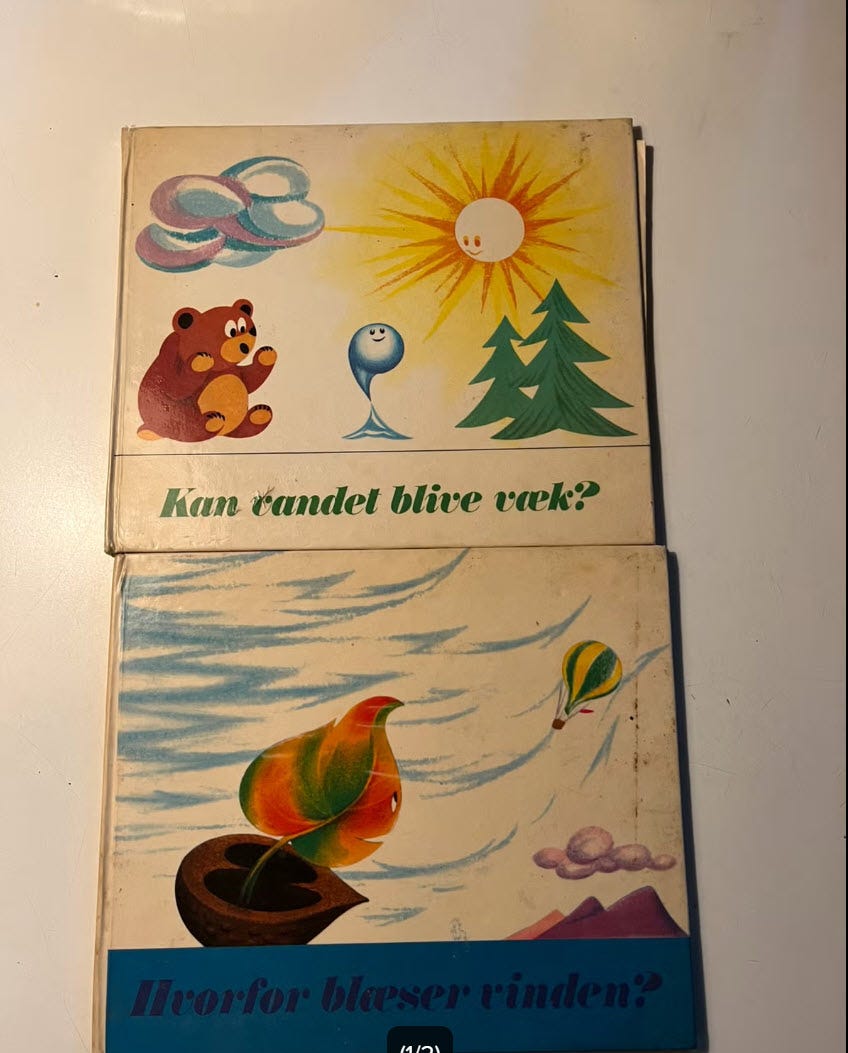 Kan vandet blive væk?
Hvorfor blæser vinden?
(1/2)